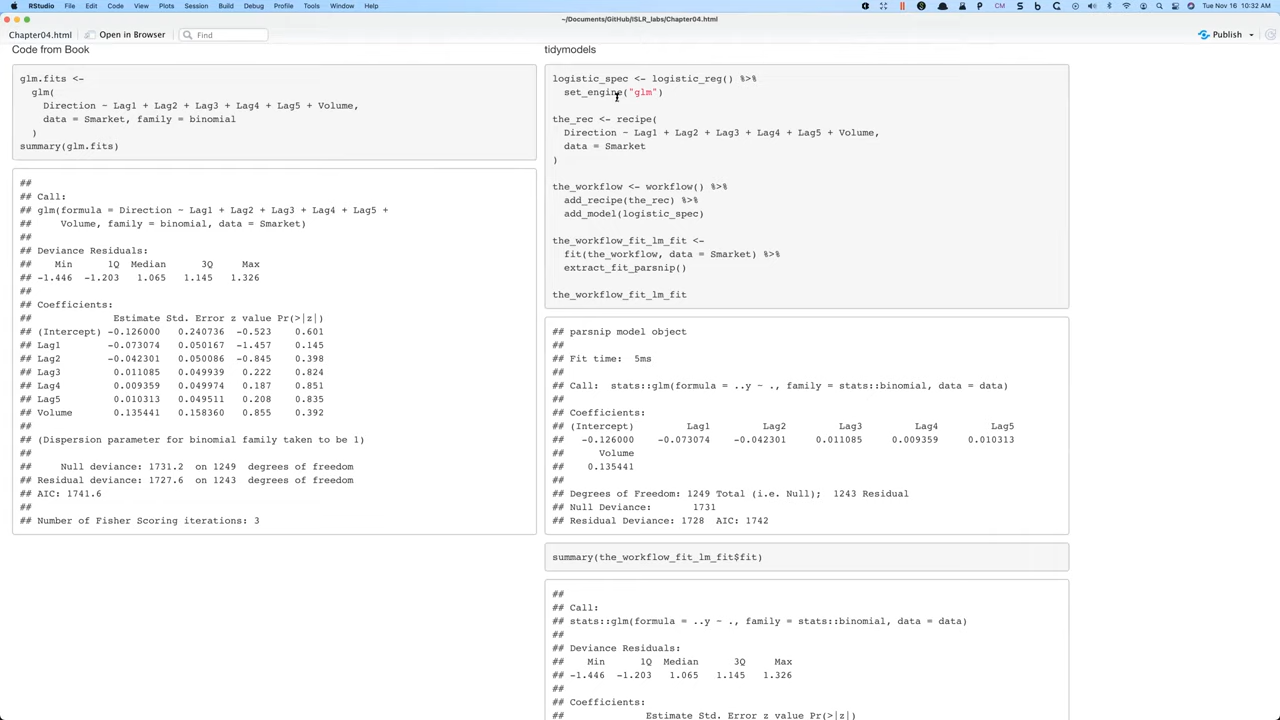 RStudio File Edit Code View Plots Session Build Debug Profile Tools Window Help Tue Nov 16 10:32 AM
~/Documents/GitHub/ISLR_labs/Chapter04.html
Chapter04.html Open in Browser Find Publish
Code from Book
glm.fits <-
glm(
Direction ~ Lag1 + Lag2 + Lag3 + Lag4 + Lag5 + Volume,
data = Smarket, family = binomial
)
summary(glm.fits)
##
## Call:
## glm(formula = Direction ~ Lag1 + Lag2 + Lag3 + Lag4 + Lag5 +
## Volume, family = binomial, data = Smarket)
##
## Deviance Residuals:
## Min 1Q Median 3Q Max
## -1.446 -1.203 1.065 1.145 1.326
##
## Coefficients:
## Estimate Std. Error z value Pr(>|z|)
## (Intercept) -0.126000 0.240736 -0.523 0.601
## Lag1 -0.073074 0.050167 -1.457 0.145
## Lag2 -0.042301 0.050086 -0.845 0.398
## Lag3 0.011085 0.049939 0.222 0.824
## Lag4 0.009359 0.049974 0.187 0.851
## Lag5 0.010313 0.049511 0.208 0.835
## Volume 0.135441 0.158360 0.855 0.392
##
## (Dispersion parameter for binomial family taken to be 1)
##
## Null deviance: 1731.2 on 1249 degrees of freedom
## Residual deviance: 1727.6 on 1243 degrees of freedom
## AIC: 1741.6
##
## Number of Fisher Scoring iterations: 3
tidymodels
logistic_spec <- logistic_reg() %>%
set_engine("glm")
the_rec <- recipe(
Direction ~ Lag1 + Lag2 + Lag3 + Lag4 + Lag5 + Volume,
data = Smarket
)
the_workflow <- workflow() %>%
add_recipe(the_rec) %>%
add_model(logistic_spec)
the_workflow_fit_lm_fit <-
fit(the_workflow, data = Smarket) %>%
extract_fit_parsnip()
the_workflow_fit_lm_fit
## parsnip model object
##
## Fit time: 5ms
##
## Call: stats::glm(formula = ..y ~ ., family = stats::binomial, data = data)
##
## Coefficients:
## (Intercept) Lag1 Lag2 Lag3 Lag4 Lag5
## -0.126000 -0.073074 -0.042301 0.011085 0.009359 0.010313
## Volume
## 0.135441
##
## Degrees of Freedom: 1249 Total (i.e. Null); 1243 Residual
## Null Deviance: 1731
## Residual Deviance: 1728 AIC: 1742
summary(the_workflow_fit_lm_fit$fit)
##
## Call:
## stats::glm(formula = ..y ~ ., family = stats::binomial, data = data)
##
## Deviance Residuals:
## Min 1Q Median 3Q Max
## -1.446 -1.203 1.065 1.145 1.326
##
## Coefficients:
## Estimate Std. Error z value Pr(>|z|)